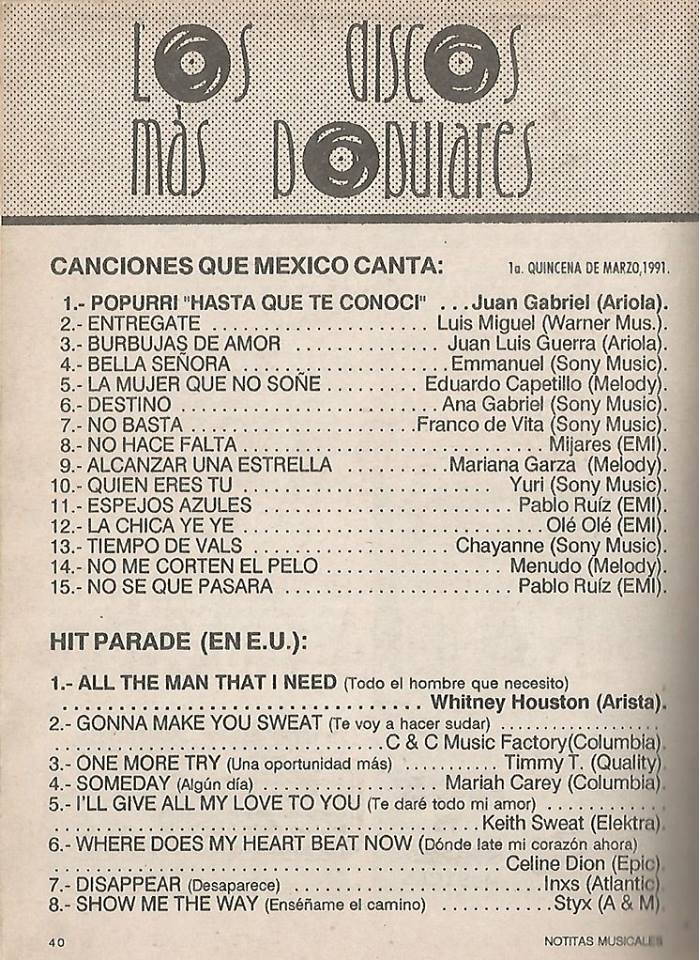 Los discos
más populares
CANCIONES QUE MEXICO CANTA: 1a. QUINCENA DE MARZO,1991.
1.- POPURRI "HASTA QUE TE CONOCI" ...Juan Gabriel (Ariola).
2.- ENTREGATE ..................... Luis Miguel (Warner Mus.).
3.- BURBUJAS DE AMOR ................ Juan Luis Guerra (Ariola).
4.- BELLA SEÑORA .....................Emmanuel (Sony Music).
5.- LA MUJER QUE NO SOÑE ......... Eduardo Capetillo (Melody).
6.- DESTINO ..........................Ana Gabriel (Sony Music).
7.- NO BASTA .......................Franco de Vita (Sony Music).
8.- NO HACE FALTA ............................... Mijares (EMI).
9.- ALCANZAR UNA ESTRELLA .......... Mariana Garza (Melody).
10.- QUIEN ERES TU ...................... Yuri (Sony Music).
11.- ESPEJOS AZULES ....................... Pablo Ruíz (EMI).
12.- LA CHICA YE YE .......................... Olé Olé (EMI).
13.- TIEMPO DE VALS .................. Chayanne (Sony Music).
14.- NO ME CORTEN EL PELO ............... Menudo (Melody).
15.- NO SE QUE PASARA .................... Pablo Ruíz (EMI).
HIT PARADE (EN E.U.):
1.- ALL THE MAN THAT I NEED (Todo el hombre que necesito)
................................ Whitney Houston (Arista).
2.- GONNA MAKE YOU SWEAT (Te voy a hacer sudar) ..................
............................C & C Music Factory(Columbia).
3.- ONE MORE TRY (Una oportunidad más) .......... Timmy T. (Quality).
4.- SOMEDAY (Algún día) .................. Mariah Carey (Columbia).
5.- I'LL GIVE ALL MY LOVE TO YOU (Te daré todo mi amor) ............
..................................... Keith Sweat (Elektra).
6.- WHERE DOES MY HEART BEAT NOW (Dónde late mi corazón ahora)
....................................... Celine Dion (Epic).
7.- DISAPPEAR (Desaparece) ........................Inxs (Atlantic).
8.- SHOW ME THE WAY (Enséñame el camino) ...........Styx (A & M).
40 NOTITAS MUSICALES